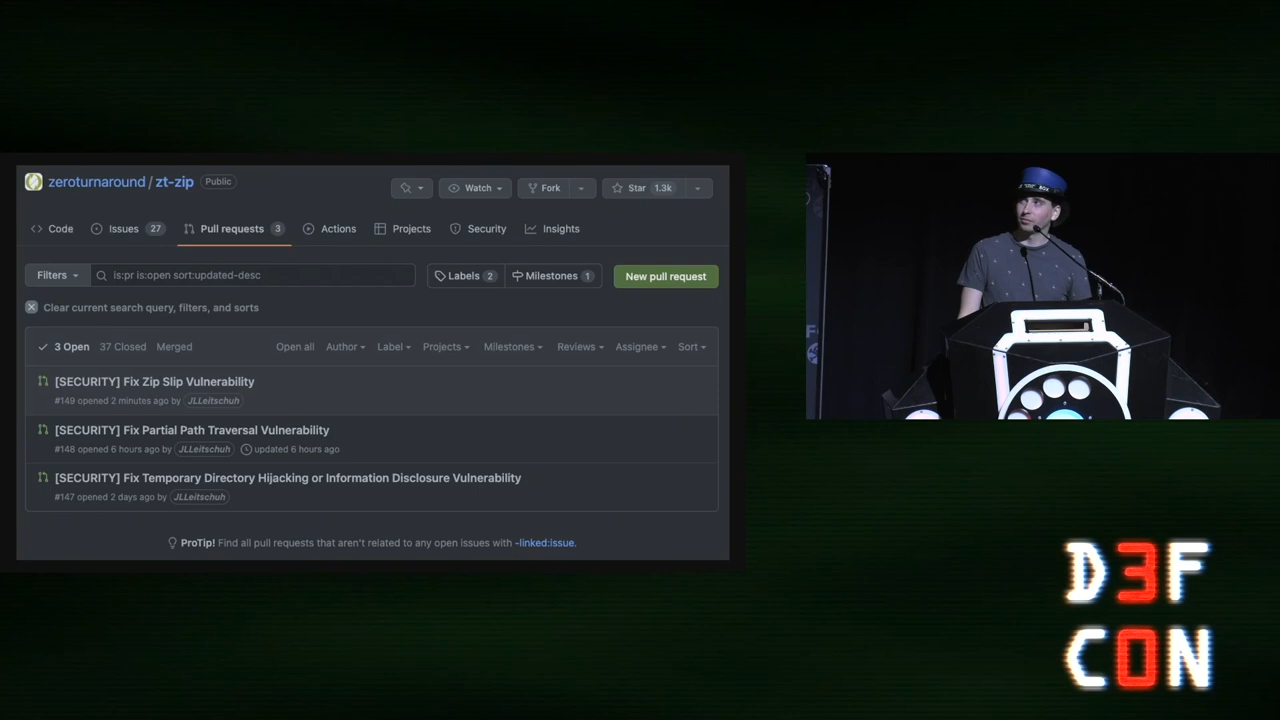 zeroturnaround / zt-zip Public
Watch Fork Star 1.3k
Code Issues 27 Pull requests 3 Actions Projects Security Insights
Filters is:pr is:open sort:updated-desc Labels 2 Milestones 1 New pull request
Clear current search query, filters, and sorts
3 Open 37 Closed Merged Open all Author Label Projects Milestones Reviews Assignee Sort
[SECURITY] Fix Zip Slip Vulnerability
#149 opened 2 minutes ago by JLLeitschuh
[SECURITY] Fix Partial Path Traversal Vulnerability
#148 opened 6 hours ago by JLLeitschuh updated 6 hours ago
[SECURITY] Fix Temporary Directory Hijacking or Information Disclosure Vulnerability
#147 opened 2 days ago by JLLeitschuh
ProTip! Find all pull requests that aren't related to any open issues with -linked:issue.
D3F
C0N